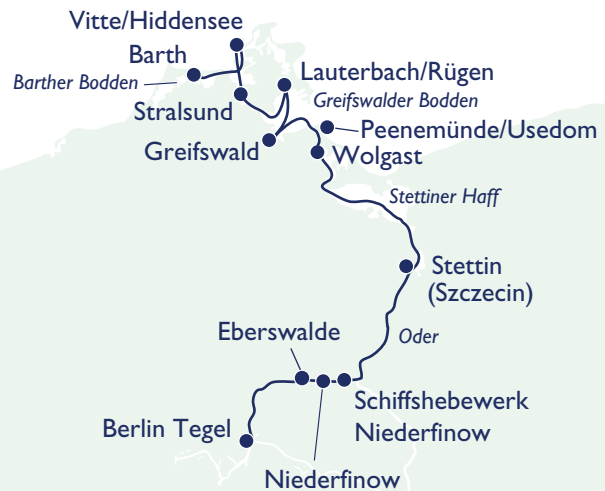 Vitte/Hiddensee
Barth
Lauterbach/Rügen
Barther Bodden
Greifswalder Bodden
Stralsund
Peenemünde/Usedom
Greifswald
Wolgast
Stettiner Haff
Stettin
(Szczecin)
Eberswalde
Oder
Schiffshebewerk
Niederfinow
Berlin Tegel
Niederfinow